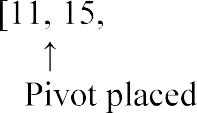 [11, 15,
↑
Pivot placed